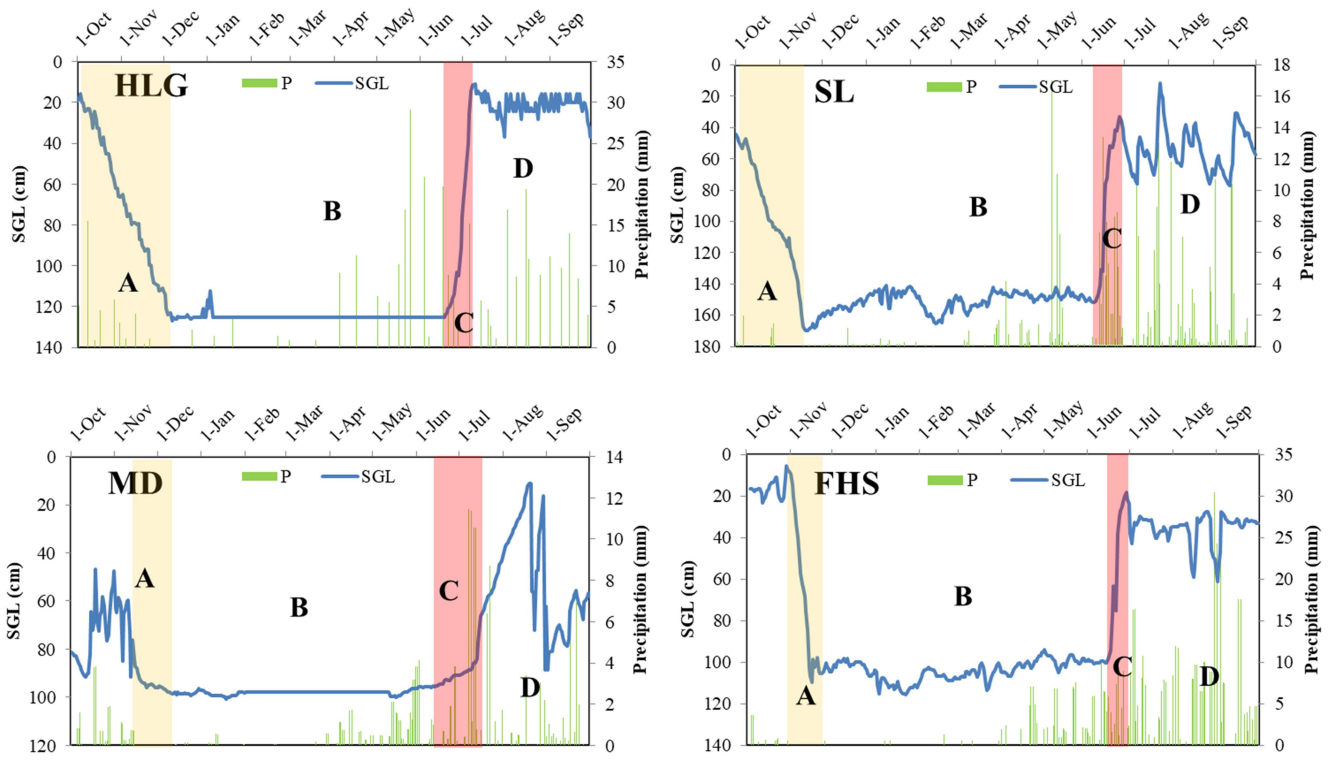 1-Oct 1-Nov 1-Dec 1-Jan 1-Feb 1-Mar 1-Apr 1-May 1-Jun 1-Jul 1-Aug 1-Sep
HLG
P SGL
SGL (cm)
0
20
40
60
80
100
120
140
A B C D
Precipitation (mm)
35
30
25
20
15
10
5
0
1-Oct 1-Nov 1-Dec 1-Jan 1-Feb 1-Mar 1-Apr 1-May 1-Jun 1-Jul 1-Aug 1-Sep
SL
P SGL
SGL (cm)
0
20
40
60
80
100
120
140
160
180
A B C D
Precipitation (mm)
18
16
14
12
10
8
6
4
2
0
1-Oct 1-Nov 1-Dec 1-Jan 1-Feb 1-Mar 1-Apr 1-May 1-Jun 1-Jul 1-Aug 1-Sep
MD
P SGL
SGL (cm)
0
20
40
60
80
100
120
A B C D
Precipitation (mm)
14
12
10
8
6
4
2
0
1-Oct 1-Nov 1-Dec 1-Jan 1-Feb 1-Mar 1-Apr 1-May 1-Jun 1-Jul 1-Aug 1-Sep
FHS
P SGL
SGL (cm)
0
20
40
60
80
100
120
140
A B C D
Precipitation (mm)
35
30
25
20
15
10
5
0